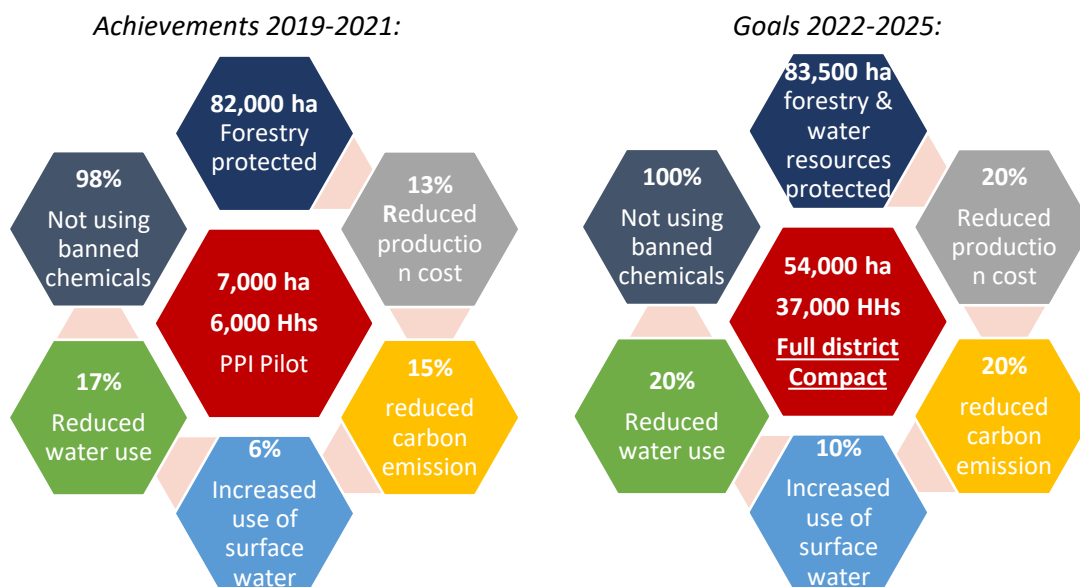 Achievements 2019-2021:
82,000 ha
Forestry
protected
98%
Not using
banned
chemicals
13%
Reduced
productio
n cost
7,000 ha
6,000 Hhs
PPI Pilot
17%
Reduced
water use
15%
reduced
carbon
emission
6%
Increased
use of
surface
water
Goals 2022-2025:
83,500 ha
forestry &
water
resources
protected
100%
Not using
banned
chemicals
20%
Reduced
productio
n cost
54,000 ha
37,000 HHs
Full district
Compact
20%
Reduced
water use
20%
reduced
carbon
emission
10%
Increased
use of
surface
water